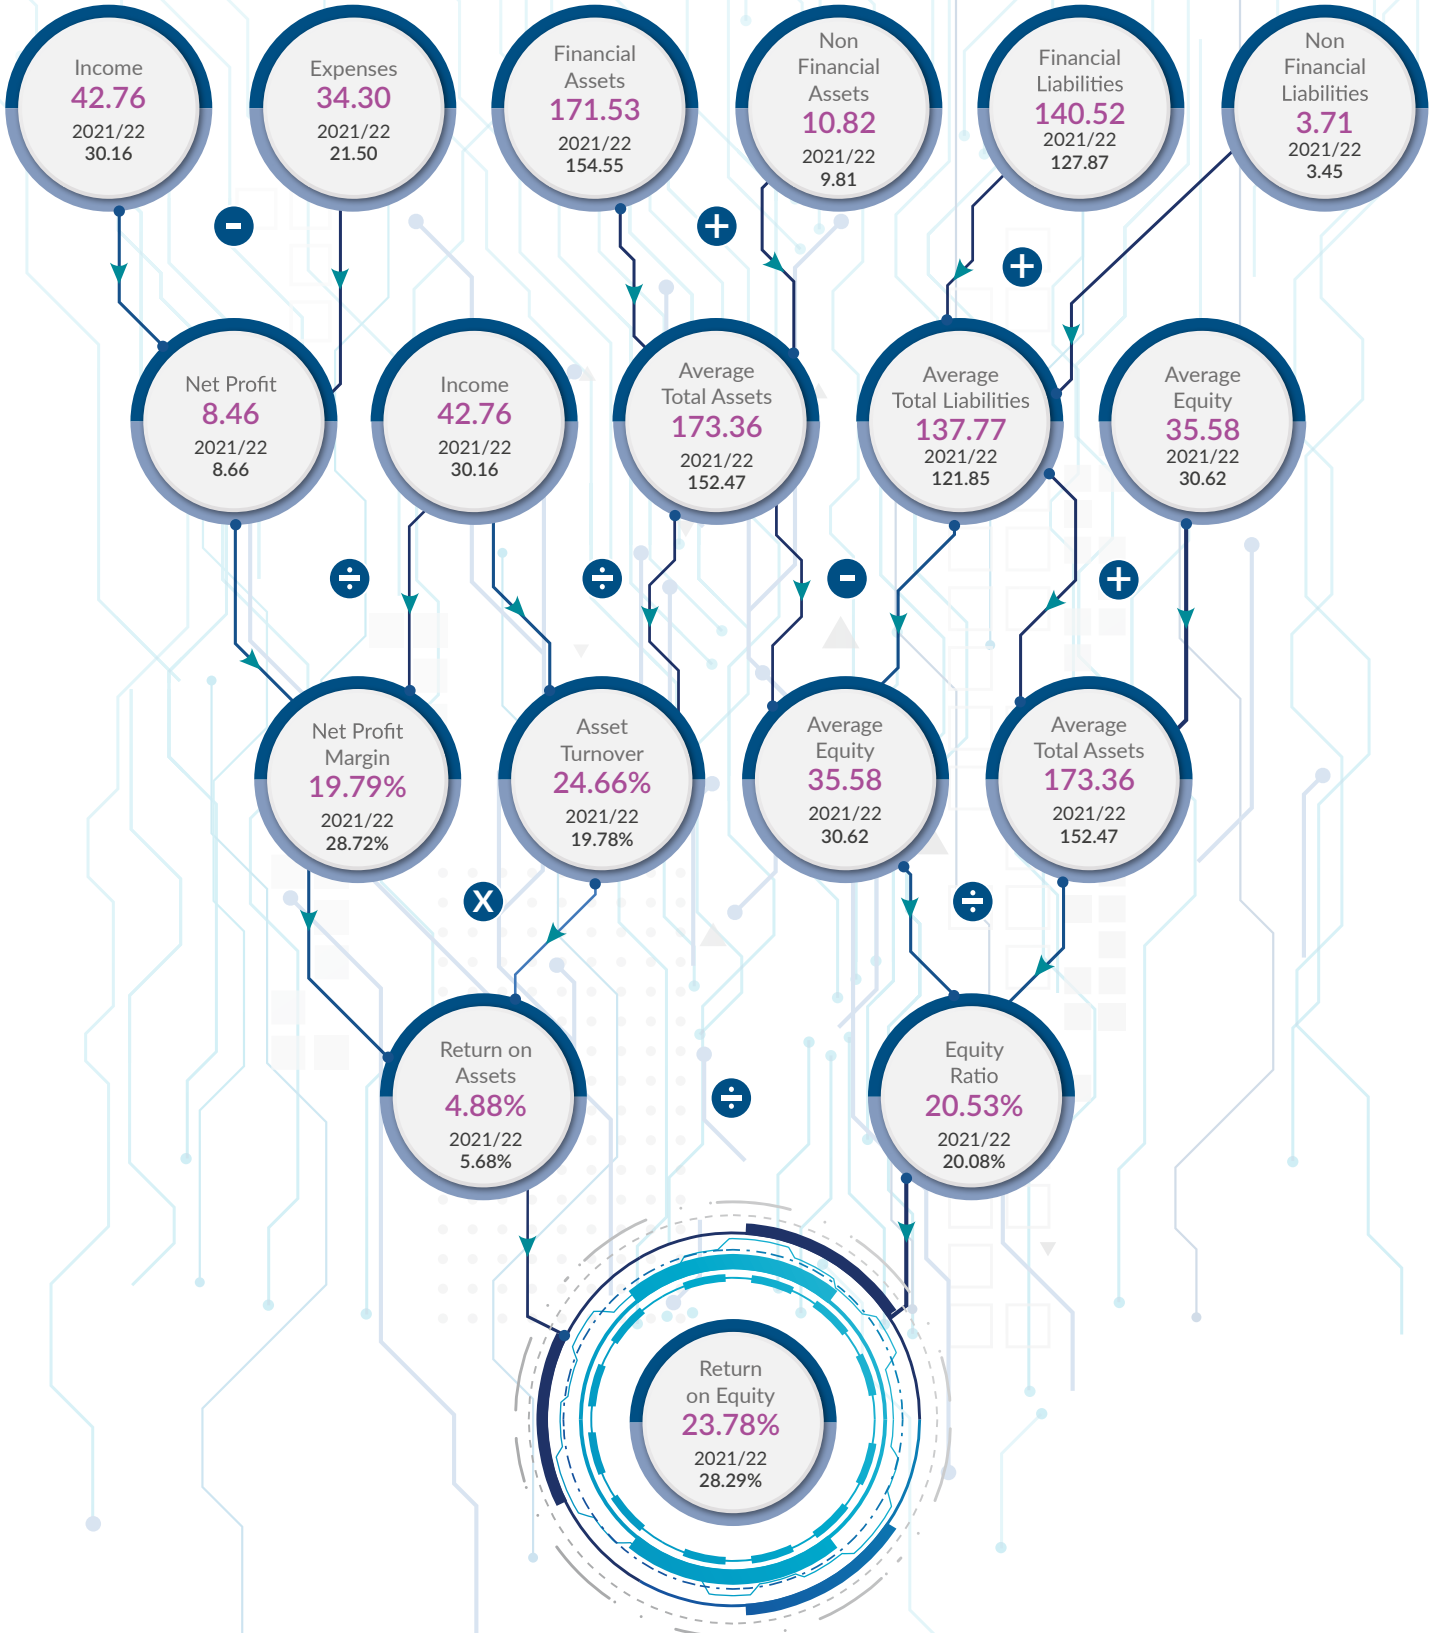 Income
42.76
2021/22
30.16
Expenses
34.30
2021/22
21.50
Financial
Assets
171.53
2021/22
154.55
Non
Financial
Assets
10.82
2021/22
9.81
Financial
Liabilities
140.52
2021/22
127.87
Non
Financial
Liabilities
3.71
2021/22
3.45
-
+
+
Net Profit
8.46
2021/22
8.66
Income
42.76
2021/22
30.16
Average
Total Assets
173.36
2021/22
152.47
Average
Total Liabilities
137.77
2021/22
121.85
Average
Equity
35.58
2021/22
30.62
÷
÷
-
+
Net Profit
Margin
19.79%
2021/22
28.72%
Asset
Turnover
24.66%
2021/22
19.78%
Average
Equity
35.58
2021/22
30.62
Average
Total Assets
173.36
2021/22
152.47
X
÷
Return on
Assets
4.88%
2021/22
5.68%
÷
Equity
Ratio
20.53%
2021/22
20.08%
Return
on Equity
23.78%
2021/22
28.29%